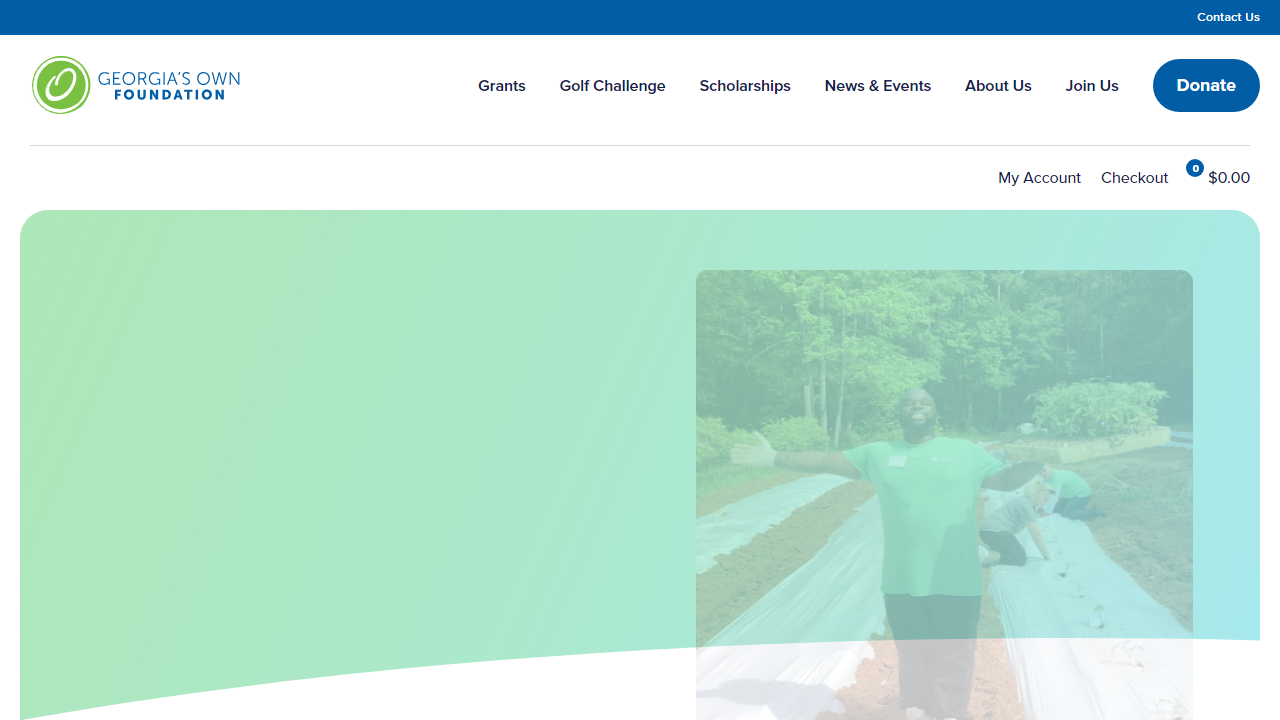 Contact Us
GEORGIA'S OWN
FOUNDATION
Grants
Golf Challenge
Scholarships
News & Events
About Us
Join Us
Donate
My Account
Checkout
0
$0.00